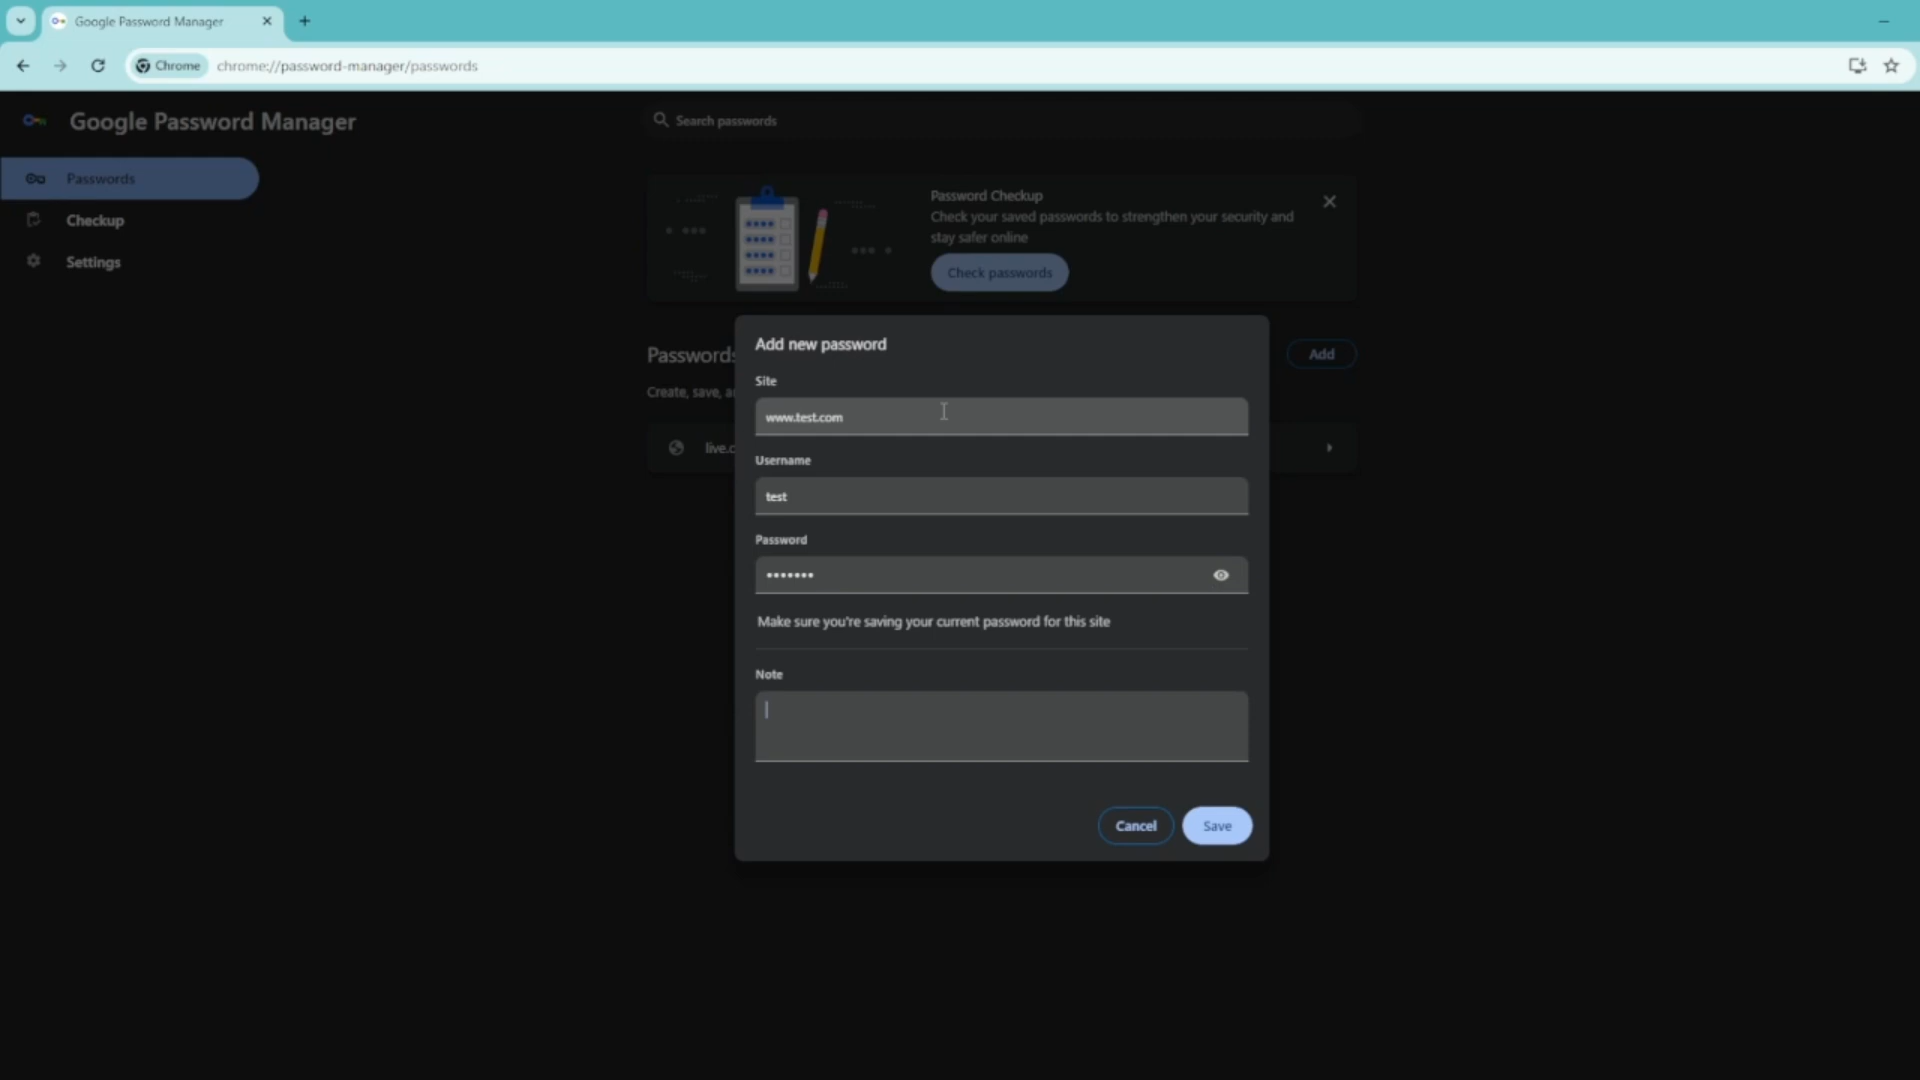 Google Password Manager
Chrome chrome://password-manager/passwords
Google Password Manager
Search passwords
Passwords
Checkup
Settings
Password Checkup
Check your saved passwords to strengthen your security and
stay safer online
Check passwords
Passwords
Add
Create, save, a
live.c
Add new password
Site
www.test.com
Username
test
Password
•••••••
Make sure you're saving your current password for this site
Note
Cancel
Save